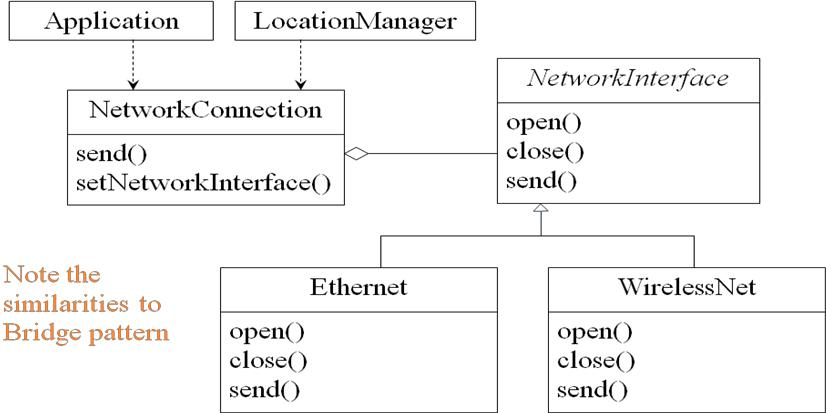 Application
LocationManager
NetworkInterface
NetworkConnection
open()
close()
send()
send()
setNetworkInterface()
Note the
similarities to
Bridge pattern
Ethernet
open()
close()
send()
WirelessNet
open()
close()
send()